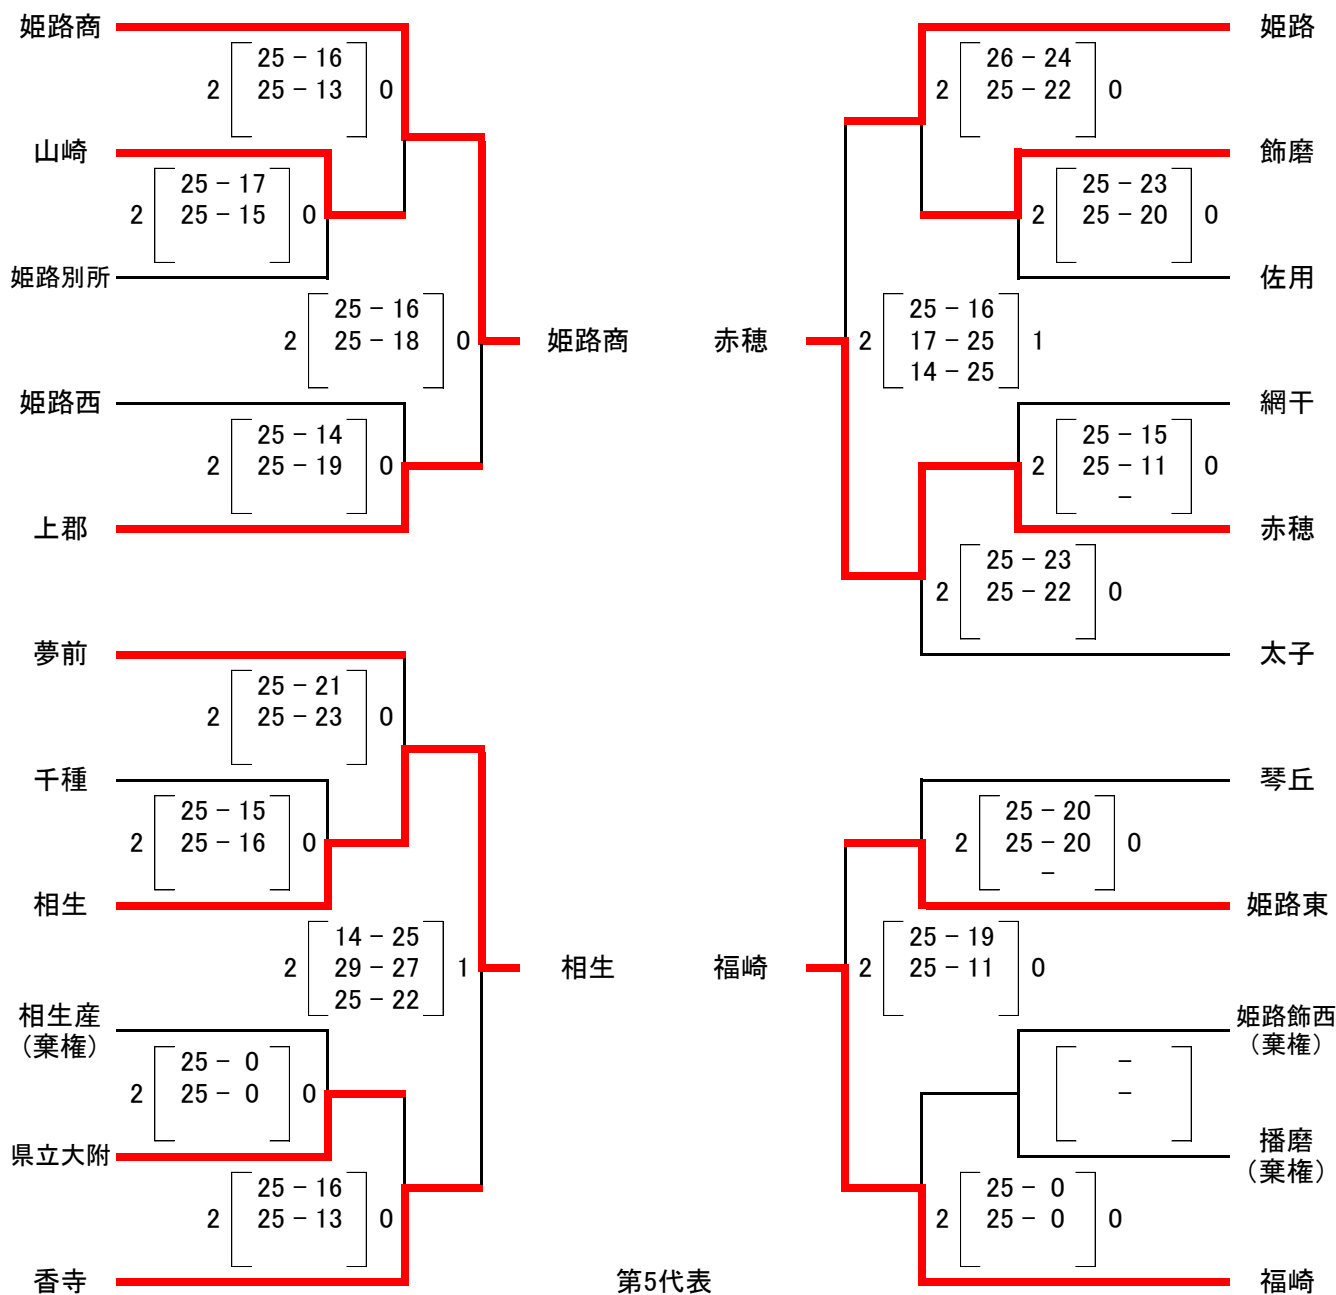 姫路商
25 - 16
2 25 - 13 0
山崎
25 - 17
2 25 - 15 0
姫路別所
25 - 16
2 25 - 18 0
姫路商
姫路西
25 - 14
2 25 - 19 0
上郡
夢前
25 - 21
2 25 - 23 0
千種
25 - 15
2 25 - 16 0
相生
14 - 25
2 29 - 27 1
25 - 22
相生
相生産
(棄権)
25 - 0
2 25 - 0 0
県立大附
25 - 16
2 25 - 13 0
香寺
姫路
26 - 24
2 25 - 22 0
飾磨
25 - 23
2 25 - 20 0
佐用
赤穂
25 - 16
2 17 - 25 1
14 - 25
網干
25 - 15
2 25 - 11 0
-
赤穂
25 - 23
2 25 - 22 0
太子
琴丘
25 - 20
2 25 - 20 0
-
姫路東
福崎
25 - 19
2 25 - 11 0
姫路飾西
(棄権)
-
-
播磨
(棄権)
25 - 0
2 25 - 0 0
福崎
第5代表